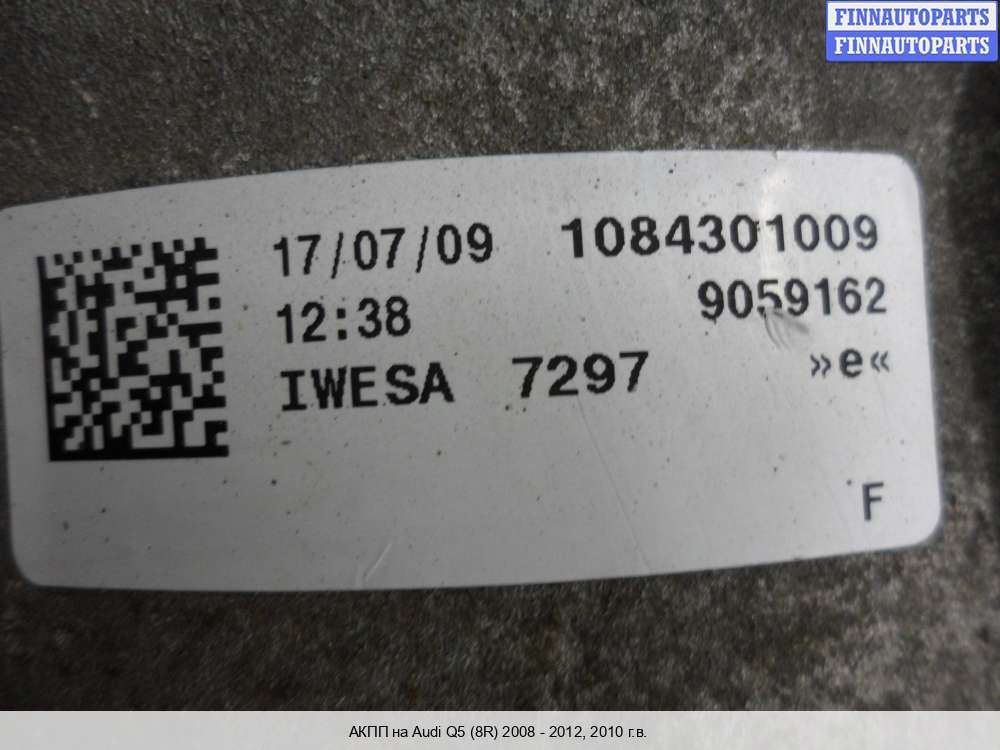 FINNAUTOPARTS
FINNAUTOPARTS
17/07/09 1084301009
12:38 9059162
IWESA 7297 »e«
F
АКПП на Audi Q5 (8R) 2008 - 2012, 2010 г.в.